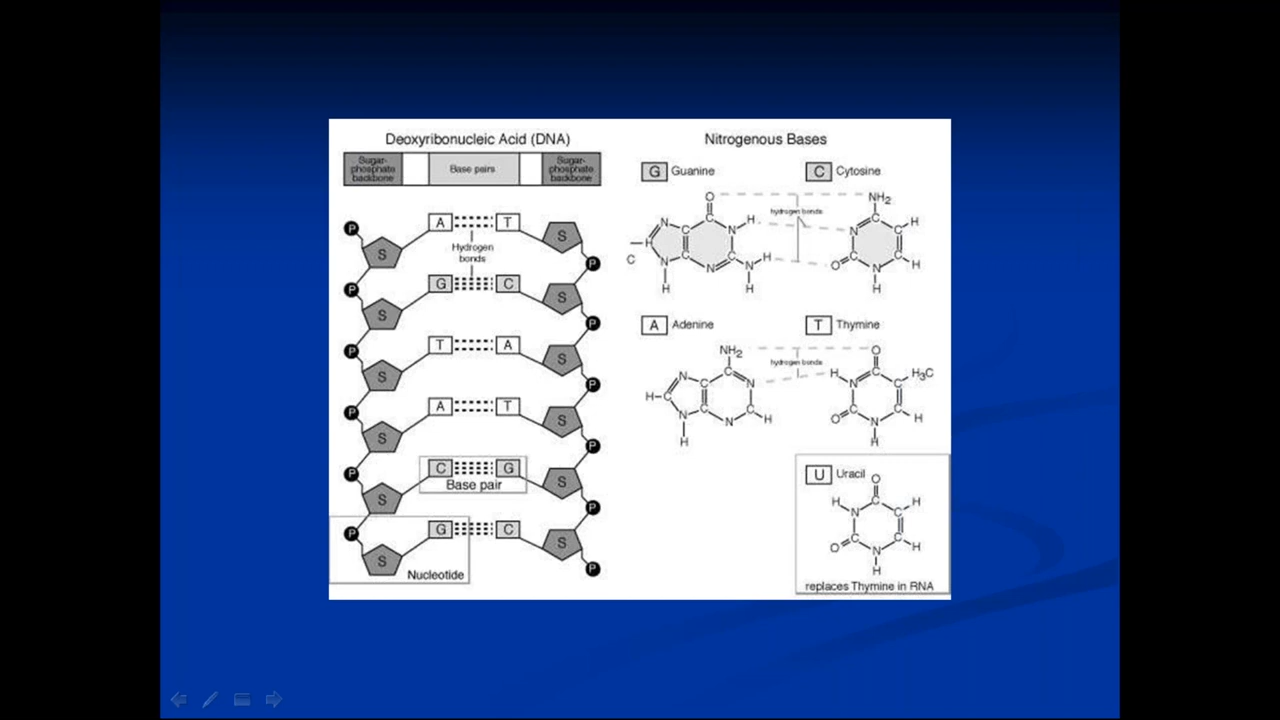 Deoxyribonucleic Acid (DNA)
Sugar-
phosphate
backbone
Base pairs
Sugar-
phosphate
backbone
P
A
T
S
S
Hydrogen
bonds
P
P
G
C
S
S
P
P
T
A
S
S
P
P
A
T
S
S
P
P
C
G
Base pair
S
S
P
P
G
C
S
S
Nucleotide
P
Nitrogenous Bases
G
Guanine
C
Cytosine
O
NH2
hydrogen bonds
N
C
C
N
H
H
C
C
N
H
C
C
N
C
N
H
H
O
C
N
C
H
H
H
H
A
Adenine
T
Thymine
NH2
O
hydrogen bonds
N
C
C
N
H
C
N
C
C
H3C
H
C
N
C
N
C
H
O
C
N
C
H
H
H
U
Uracil
O
H
N
C
C
H
O
C
N
C
H
H
replaces Thymine in RNA